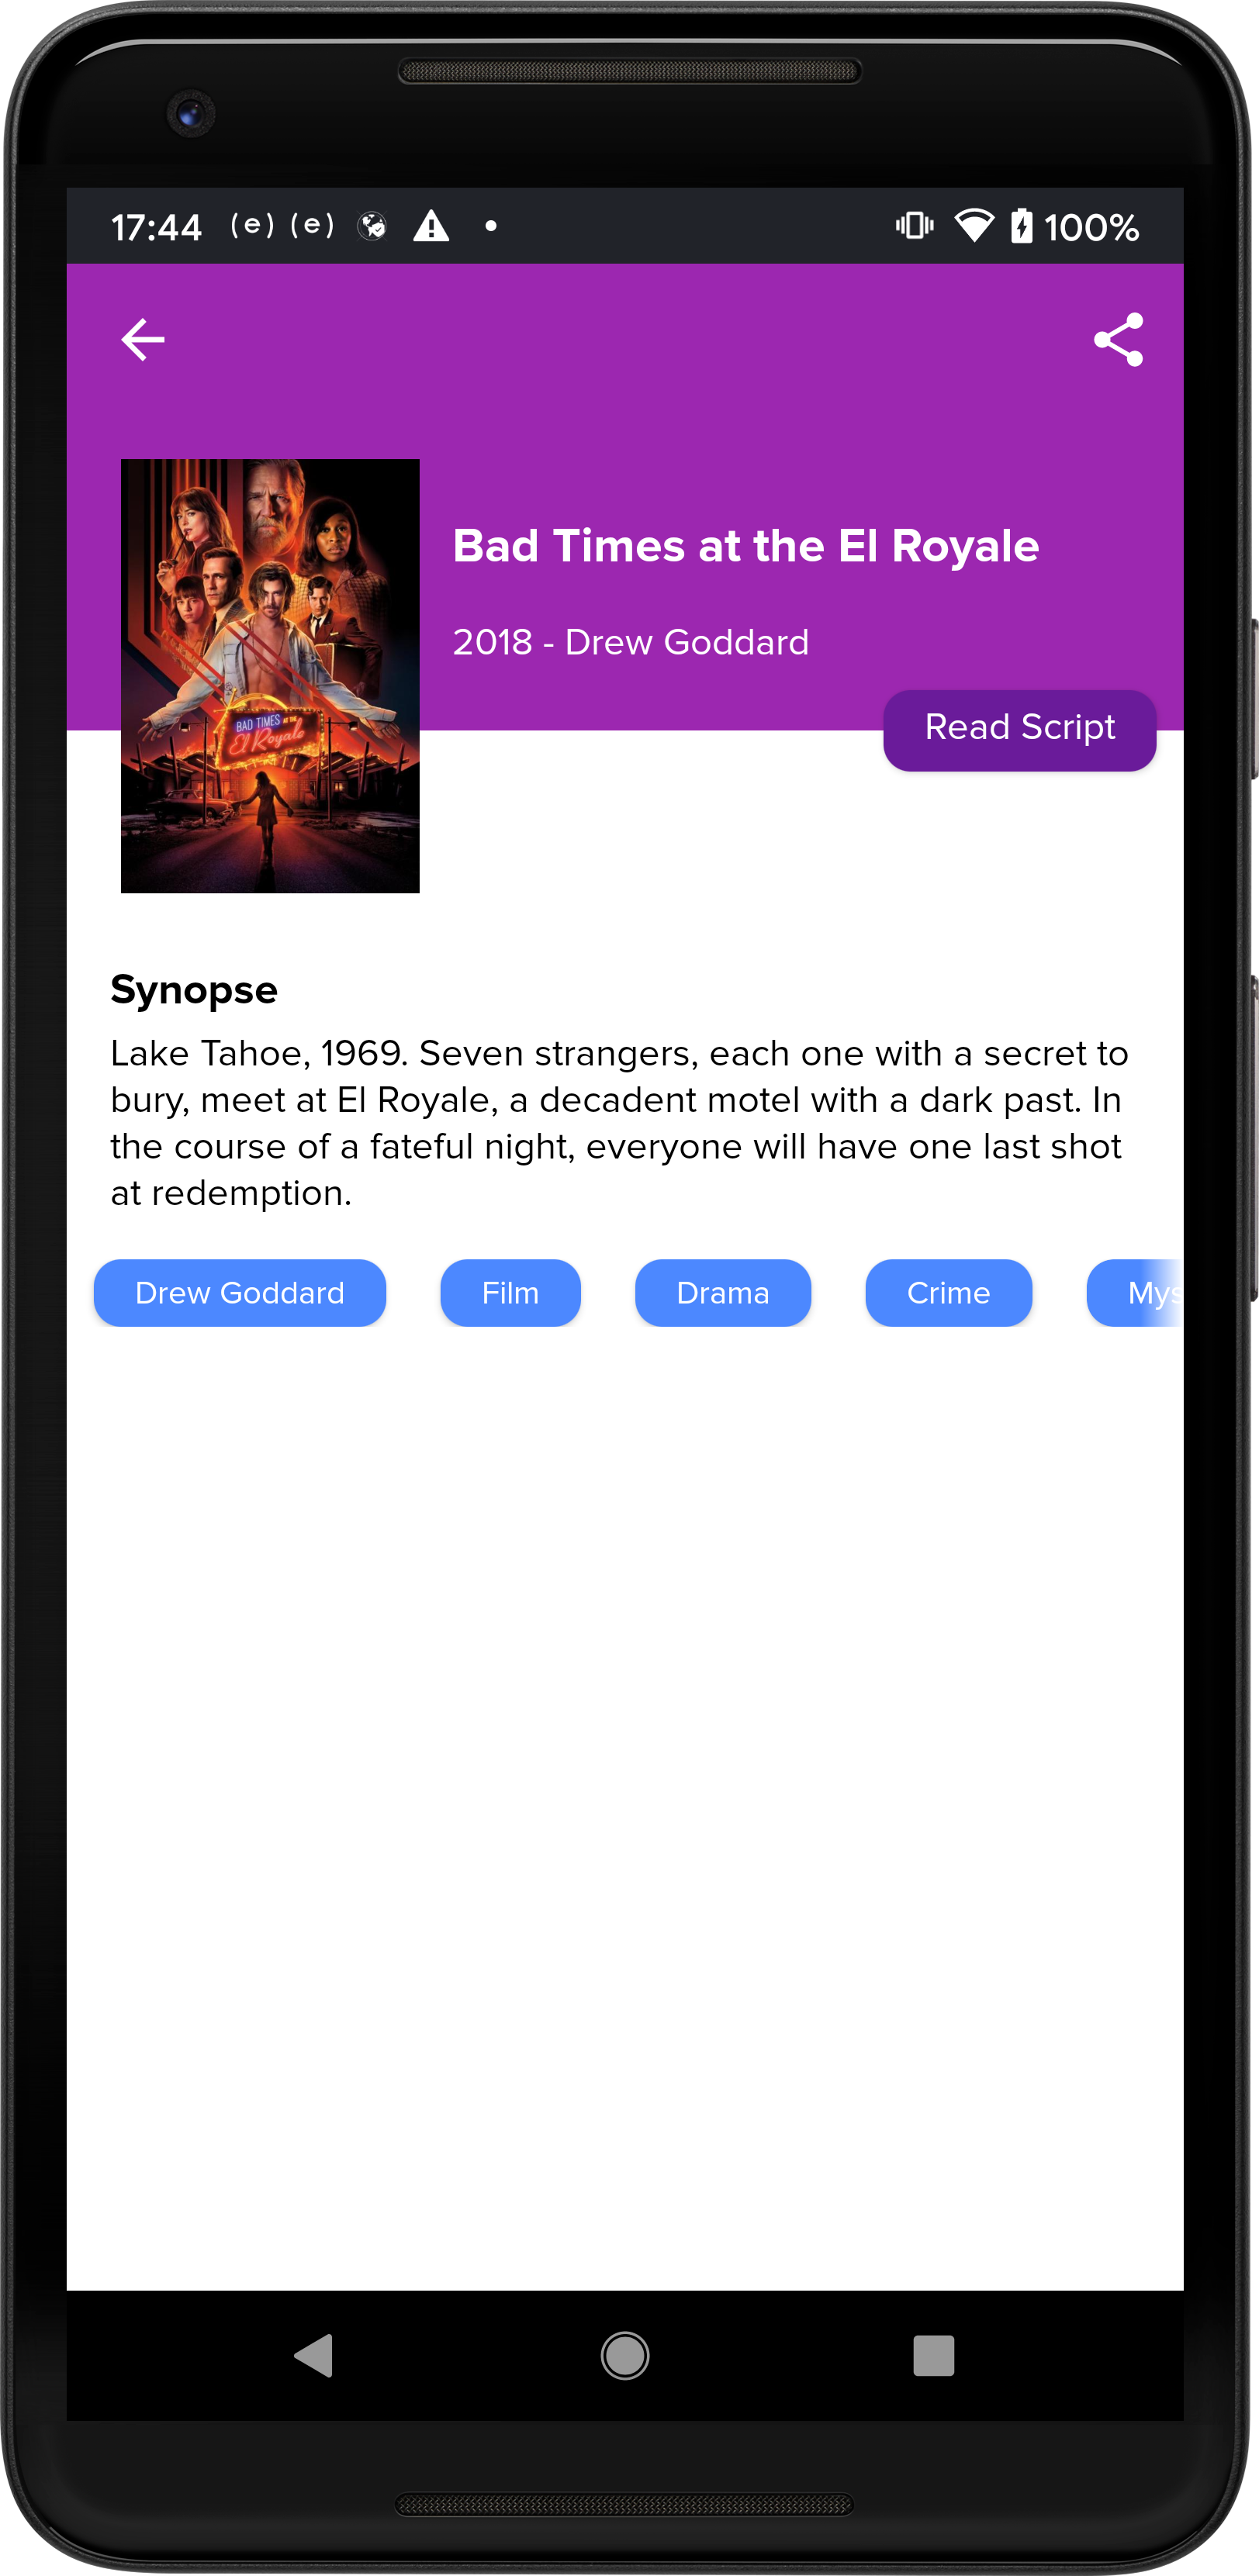 17:44 (e) (e) 100%
Bad Times at the El Royale
2018 - Drew Goddard
BAD TIMES AT THE
El Royale
Read Script
Synopse
Lake Tahoe, 1969. Seven strangers, each one with a secret to
bury, meet at El Royale, a decadent motel with a dark past. In
the course of a fateful night, everyone will have one last shot
at redemption.
Drew Goddard Film Drama Crime Mys